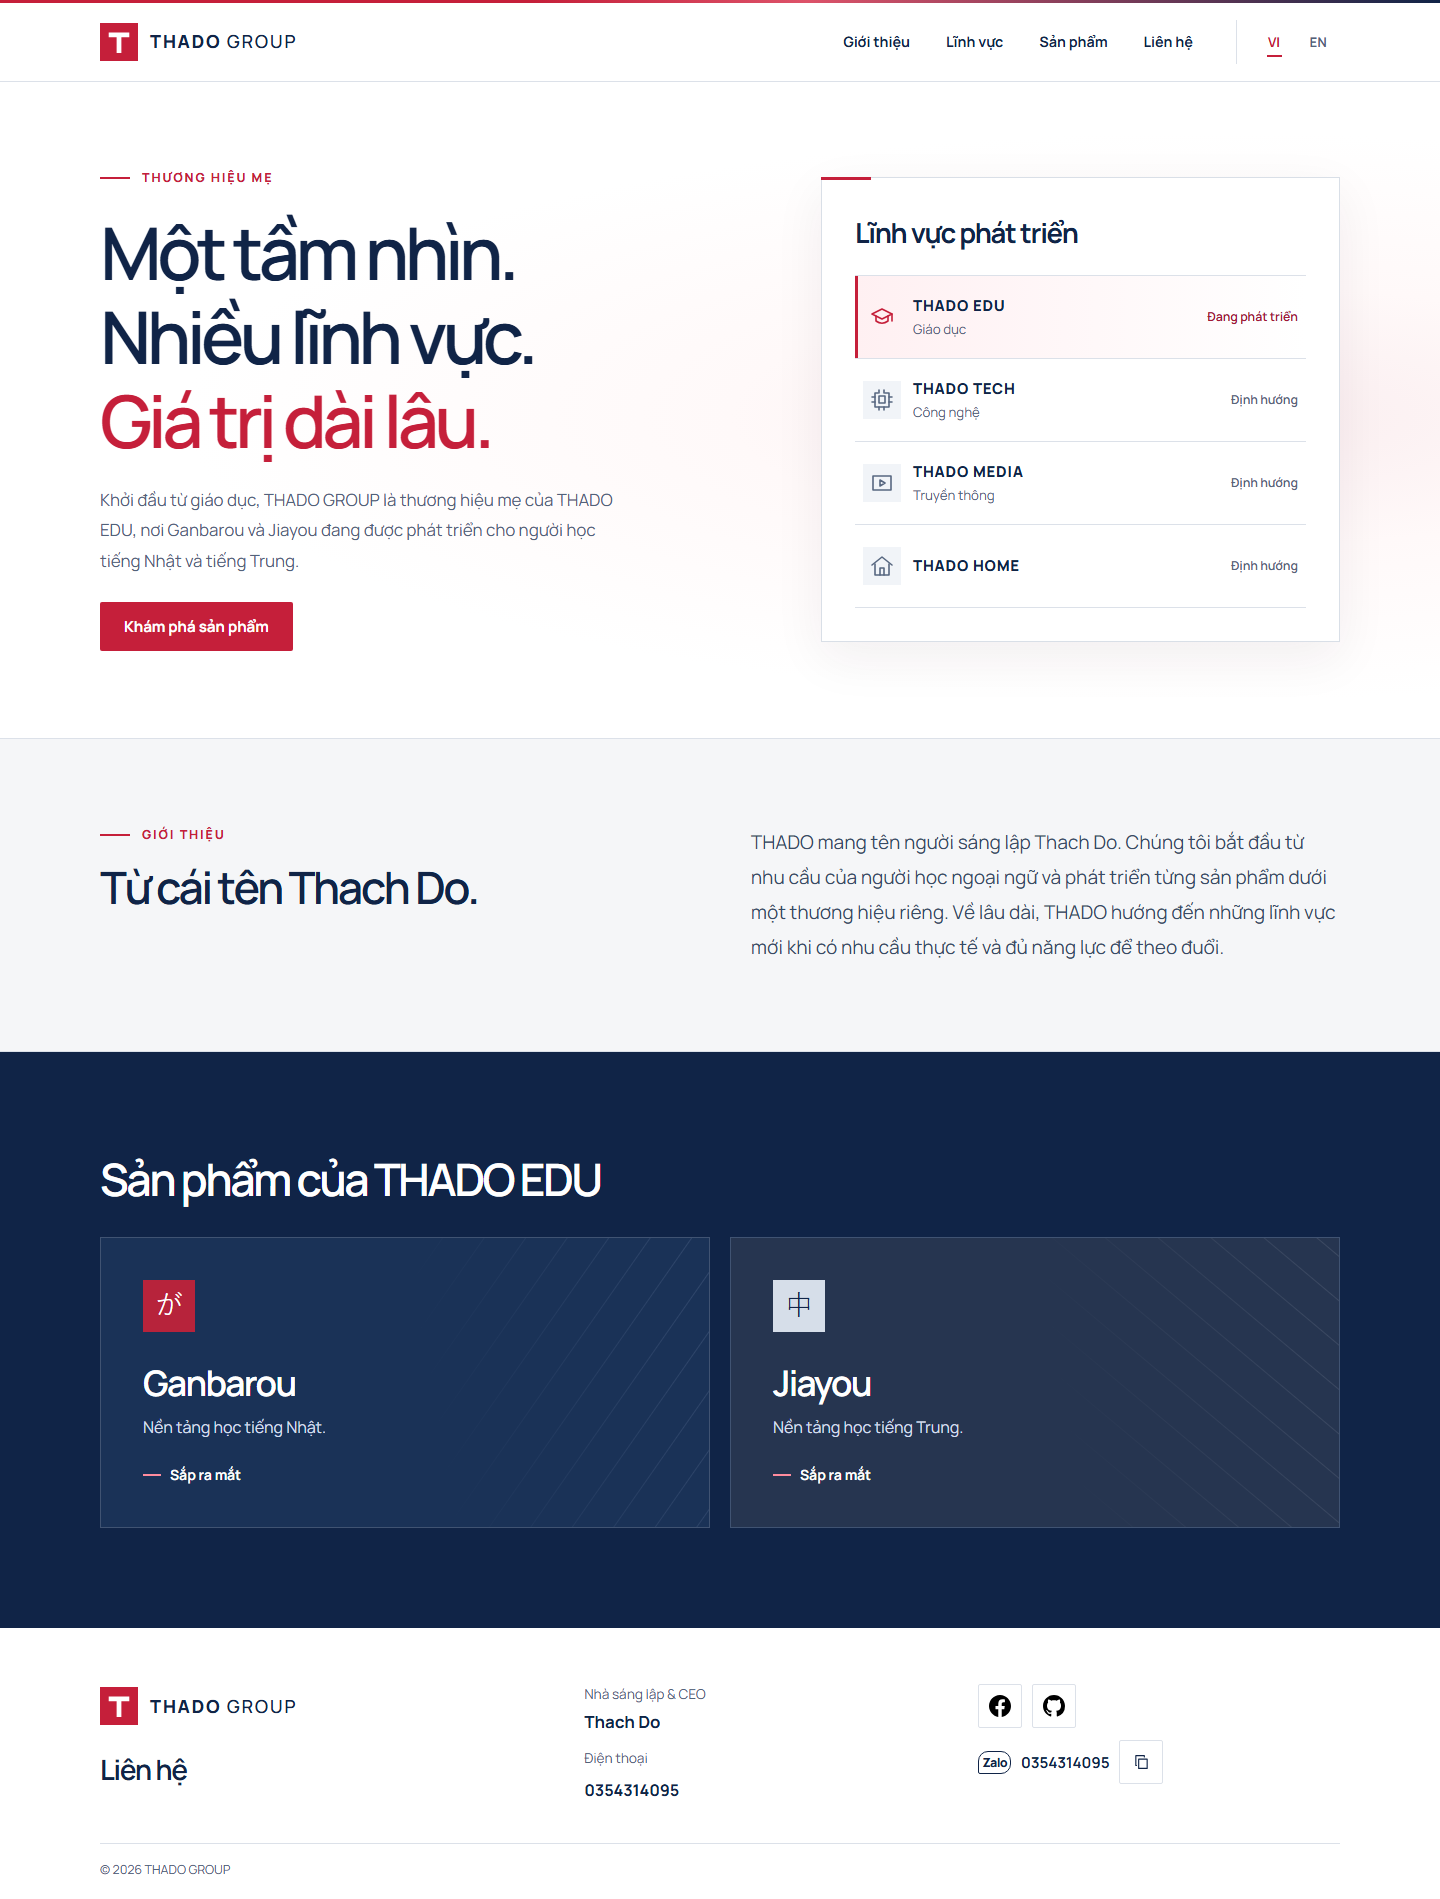 THADO GROUP
Giới thiệu
Lĩnh vực
Sản phẩm
Liên hệ
VI
EN
THƯƠNG HIỆU MẸ
Một tầm nhìn.
Nhiều lĩnh vực.
Giá trị dài lâu.
Khởi đầu từ giáo dục, THADO GROUP là thương hiệu mẹ của THADO
EDU, nơi Ganbarou và Jiayou đang được phát triển cho người học
tiếng Nhật và tiếng Trung.
Khám phá sản phẩm
Lĩnh vực phát triển
THADO EDU
Giáo dục
Đang phát triển
THADO TECH
Công nghệ
Định hướng
THADO MEDIA
Truyền thông
Định hướng
THADO HOME
Định hướng
GIỚI THIỆU
Từ cái tên Thach Do.
THADO mang tên người sáng lập Thach Do. Chúng tôi bắt đầu từ
nhu cầu của người học ngoại ngữ và phát triển từng sản phẩm dưới
một thương hiệu riêng. Về lâu dài, THADO hướng đến những lĩnh vực
mới khi có nhu cầu thực tế và đủ năng lực để theo đuổi.
Sản phẩm của THADO EDU
が
Ganbarou
Nền tảng học tiếng Nhật.
Sắp ra mắt
中
Jiayou
Nền tảng học tiếng Trung.
Sắp ra mắt
THADO GROUP
Liên hệ
Nhà sáng lập & CEO
Thach Do
Điện thoại
0354314095
Zalo 0354314095
© 2026 THADO GROUP